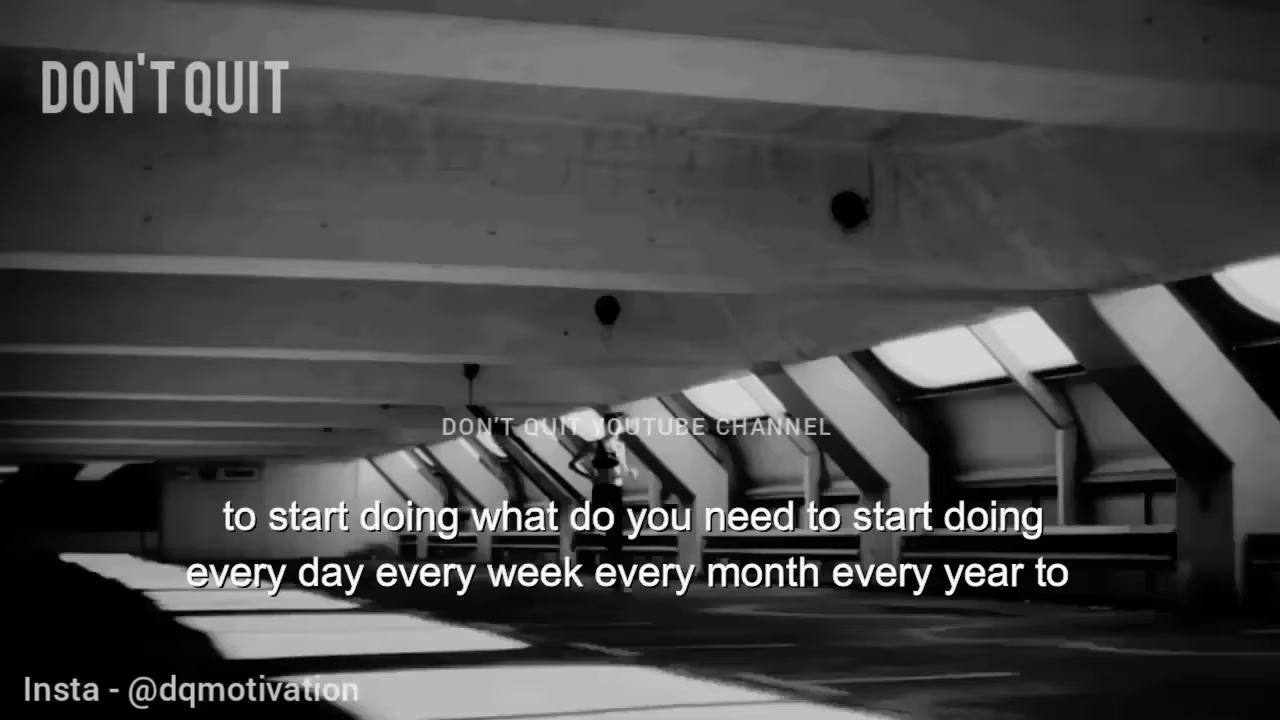 DON'T QUIT
DON'T QUIT YOUTUBE CHANNEL
to start doing what do you need to start doing
every day every week every month every year to
Insta - @dqmotivation